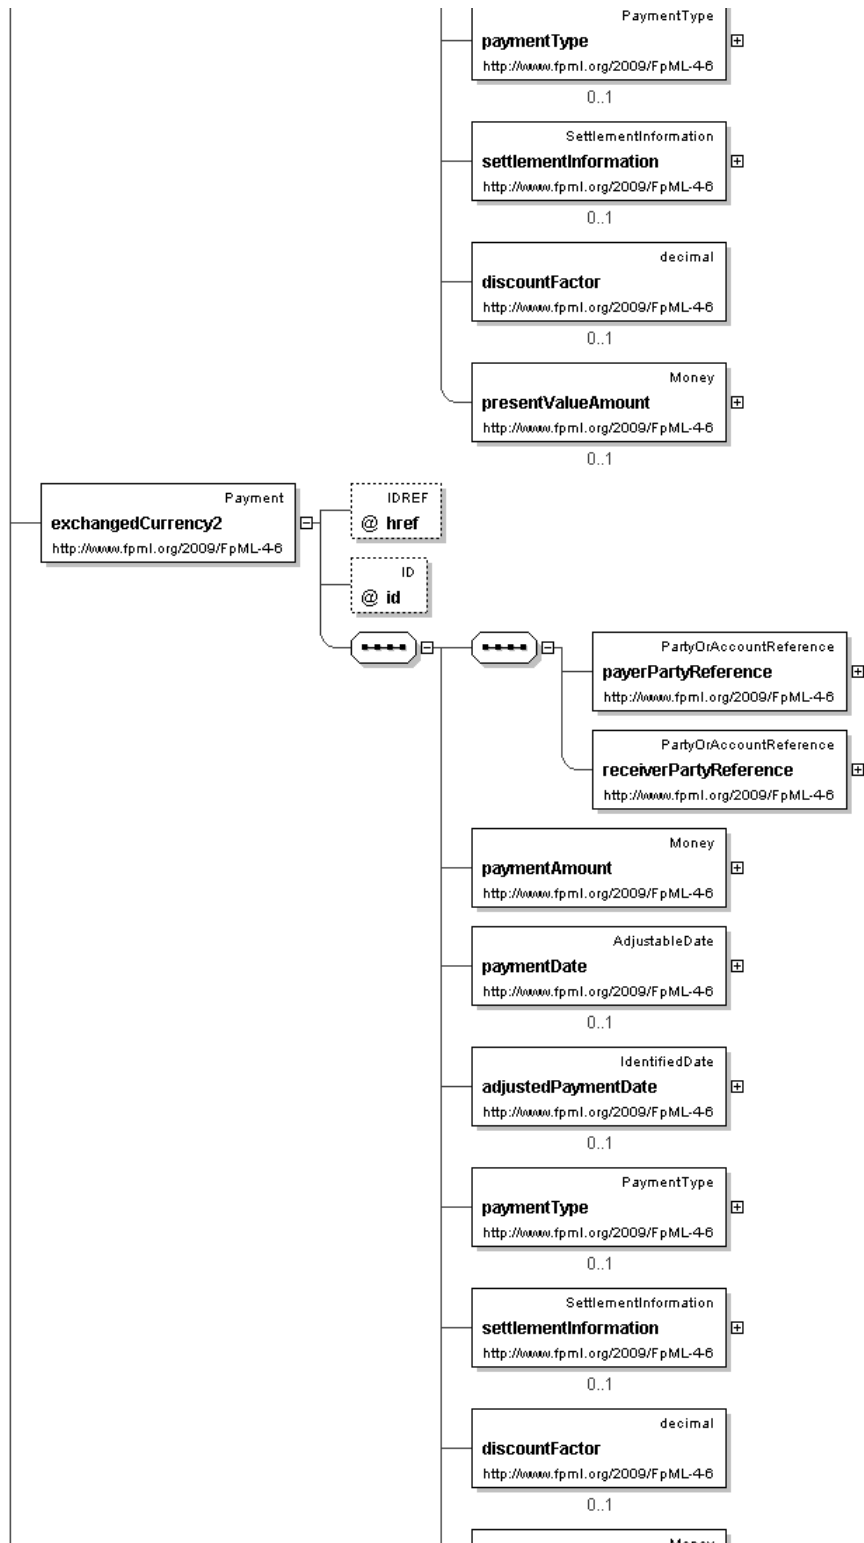 PaymentType
paymentType
http://www.fpml.org/2009/FpML-4-6
0..1
SettlementInformation
settlementInformation
http://www.fpml.org/2009/FpML-4-6
0..1
decimal
discountFactor
http://www.fpml.org/2009/FpML-4-6
0..1
Money
presentValueAmount
http://www.fpml.org/2009/FpML-4-6
0..1
Payment
exchangedCurrency2
http://www.fpml.org/2009/FpML-4-6
IDREF
@ href
ID
@ id
PartyOrAccountReference
payerPartyReference
http://www.fpml.org/2009/FpML-4-6
PartyOrAccountReference
receiverPartyReference
http://www.fpml.org/2009/FpML-4-6
Money
paymentAmount
http://www.fpml.org/2009/FpML-4-6
AdjustableDate
paymentDate
http://www.fpml.org/2009/FpML-4-6
0..1
IdentifiedDate
adjustedPaymentDate
http://www.fpml.org/2009/FpML-4-6
0..1
PaymentType
paymentType
http://www.fpml.org/2009/FpML-4-6
0..1
SettlementInformation
settlementInformation
http://www.fpml.org/2009/FpML-4-6
0..1
decimal
discountFactor
http://www.fpml.org/2009/FpML-4-6
0..1
Money